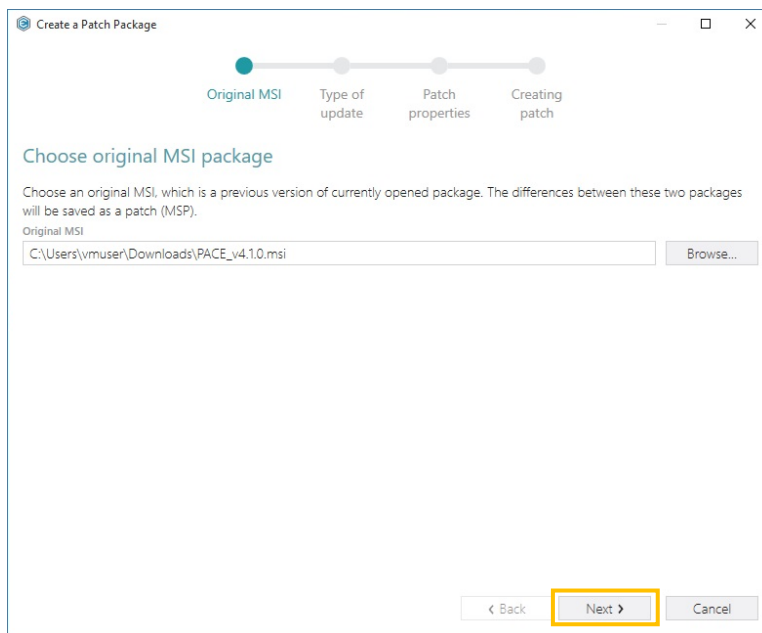 Create a Patch Package
Original MSI
Type of
update
Patch
properties
Creating
patch
Choose original MSI package
Choose an original MSI, which is a previous version of currently opened package. The differences between these two packages
will be saved as a patch (MSP).
Original MSI
C:\Users\vmuser\Downloads\PACE_v4.1.0.msi
Browse...
< Back
Next >
Cancel